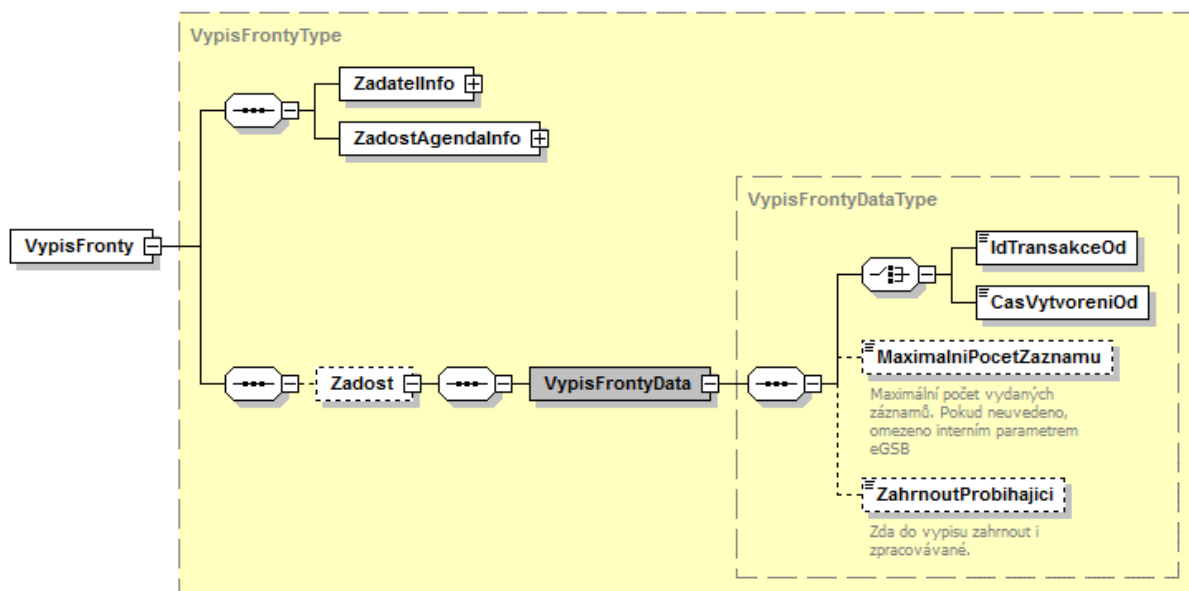 VypisFrontyType
ZadatelInfo
ZadostAgendaInfo
VypisFronty
VypisFrontyDataType
IdTransakceOd
CasVytvoreniOd
MaximalniPocetZaznamu
Maximální počet vydaných
záznamů. Pokud neuvedeno,
omezeno interním parametrem
eGSB
Zadost
VypisFrontyData
ZahrnoutProbihajici
Zda do vypisu zahrnout i
zpracovávané.